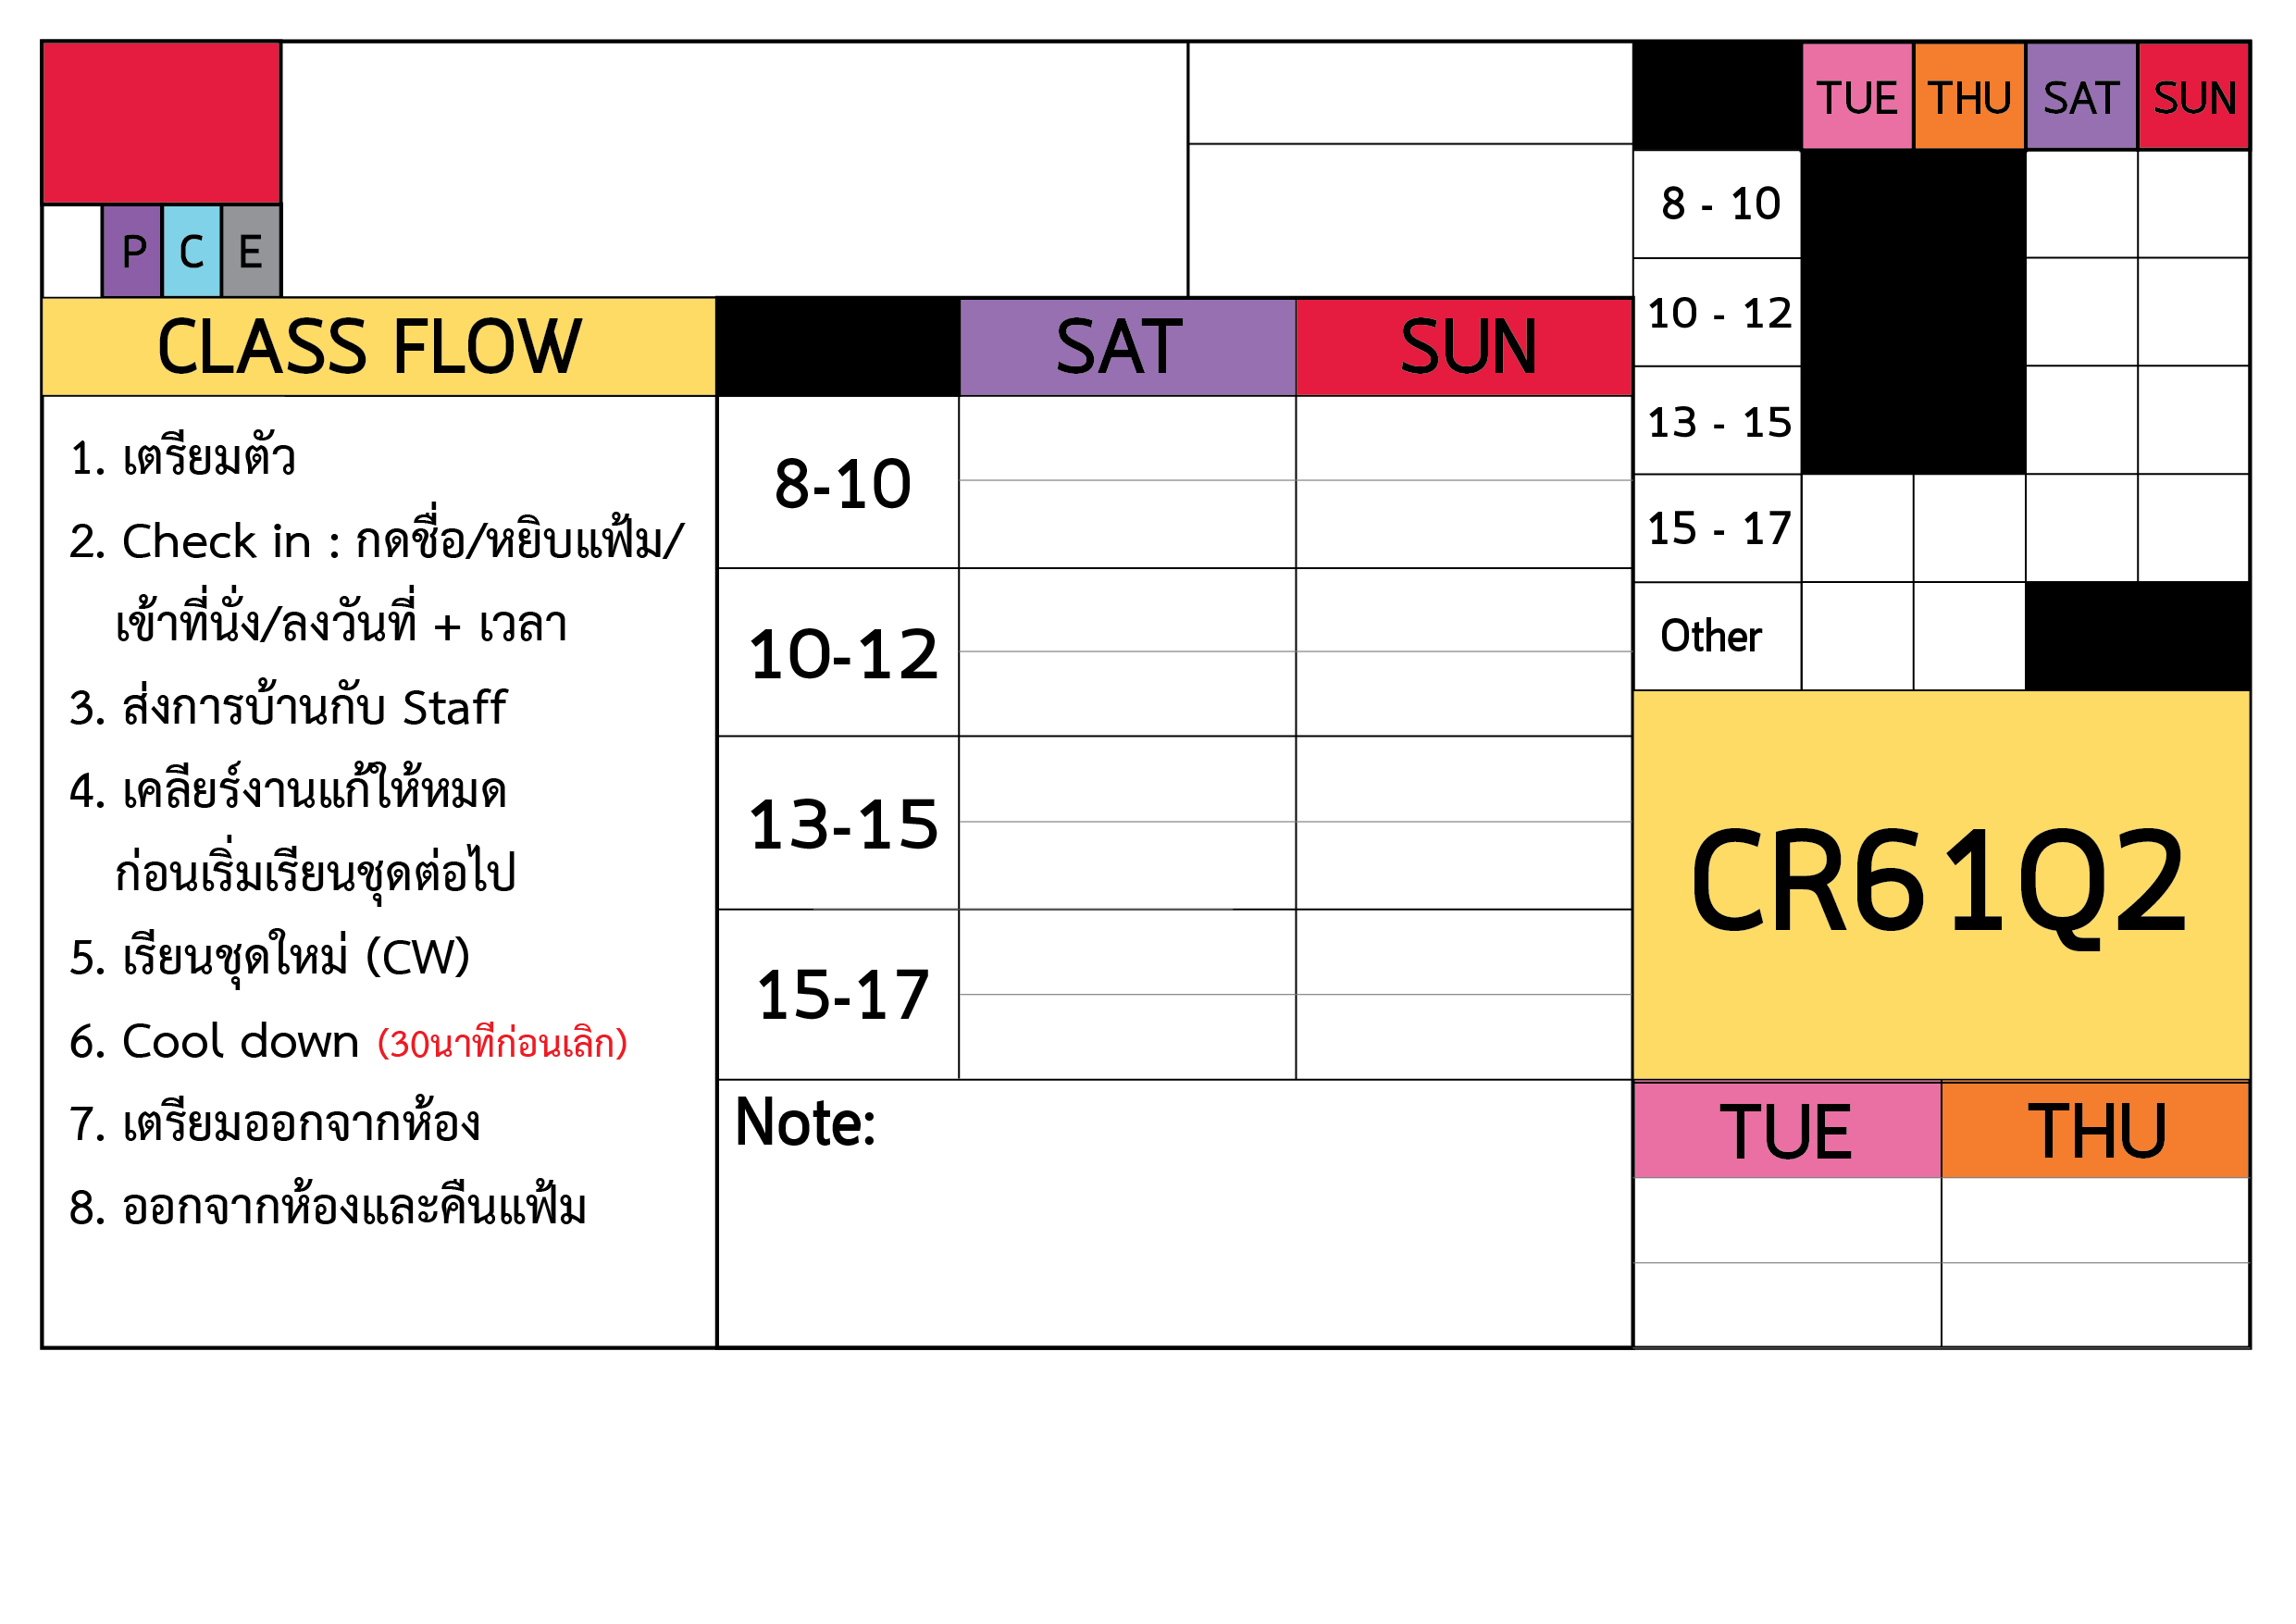 TUE THU SAT SUN
P C E
8 - 10
10 - 12
13 - 15
15 - 17
Other
CLASS FLOW
1. เตรียมตัว
2. Check in : กดชื่อ/หยิบแฟ้ม/
เข้าที่นั่ง/ลงวันที่ + เวลา
3. ส่งการบ้านกับ Staff
4. เคลียร์งานแก้ให้หมด
ก่อนเริ่มเรียนชุดต่อไป
5. เรียนชุดใหม่ (CW)
6. Cool down (30นาทีก่อนเลิก)
7. เตรียมออกจากห้อง
8. ออกจากห้องและคืนแฟ้ม
SAT SUN
8-10
10-12
13-15
15-17
Note:
CR61Q2
TUE THU